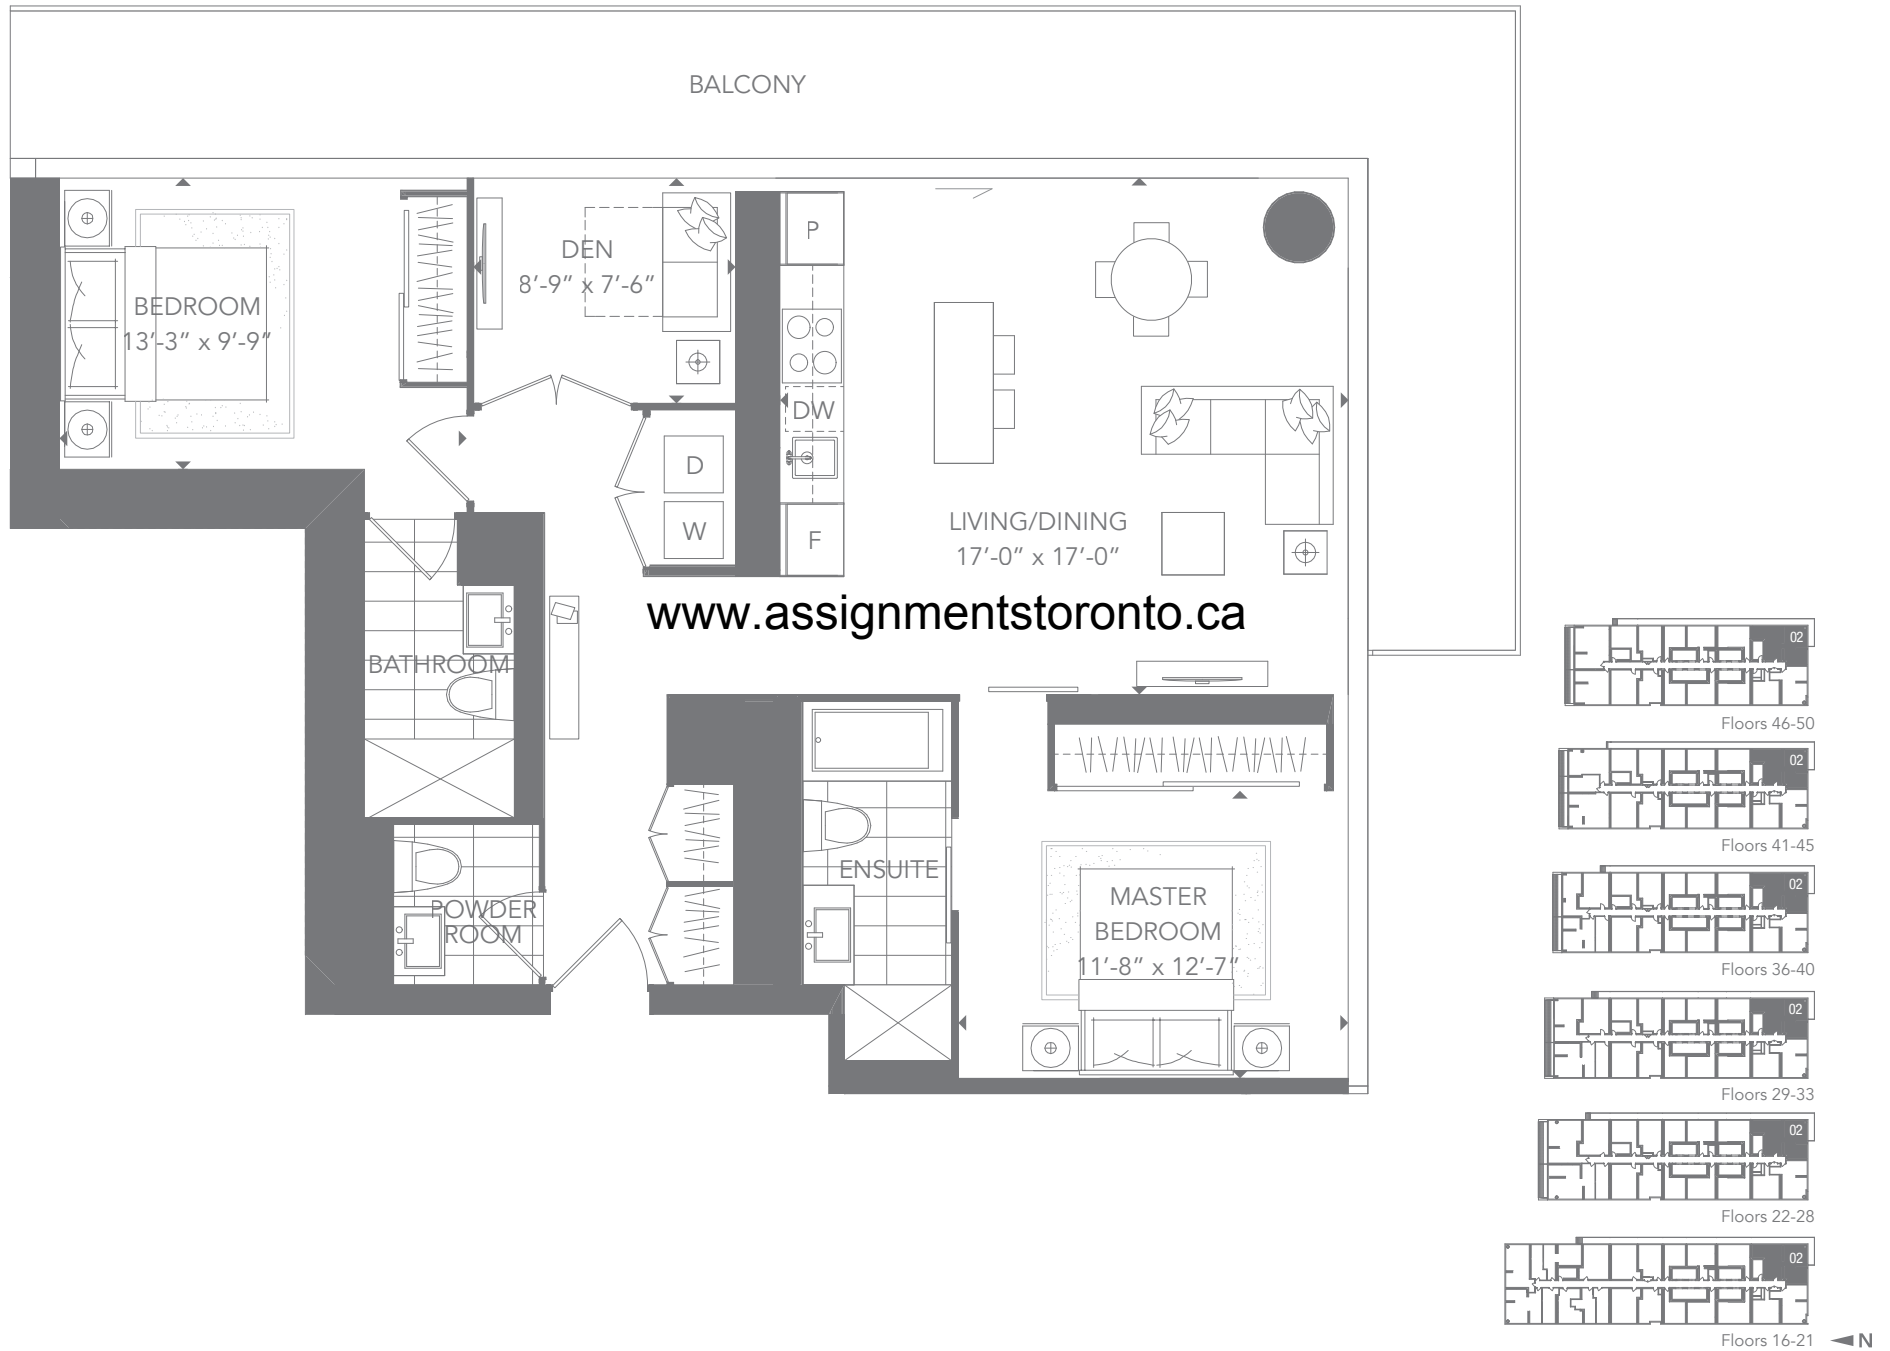 BALCONY
BEDROOM
13’-3” x 9’-9”
DEN
8’-9” x 7’-6”
P
DW
F
D
W
LIVING/DINING
17’-0” x 17’-0”
www.assignmentstoronto.ca
BATHROOM
POWDER
ROOM
ENSUITE
MASTER
BEDROOM
11’-8” x 12’-7”
02
Floors 46-50
02
Floors 41-45
02
Floors 36-40
02
Floors 29-33
02
Floors 22-28
02
Floors 16-21
N